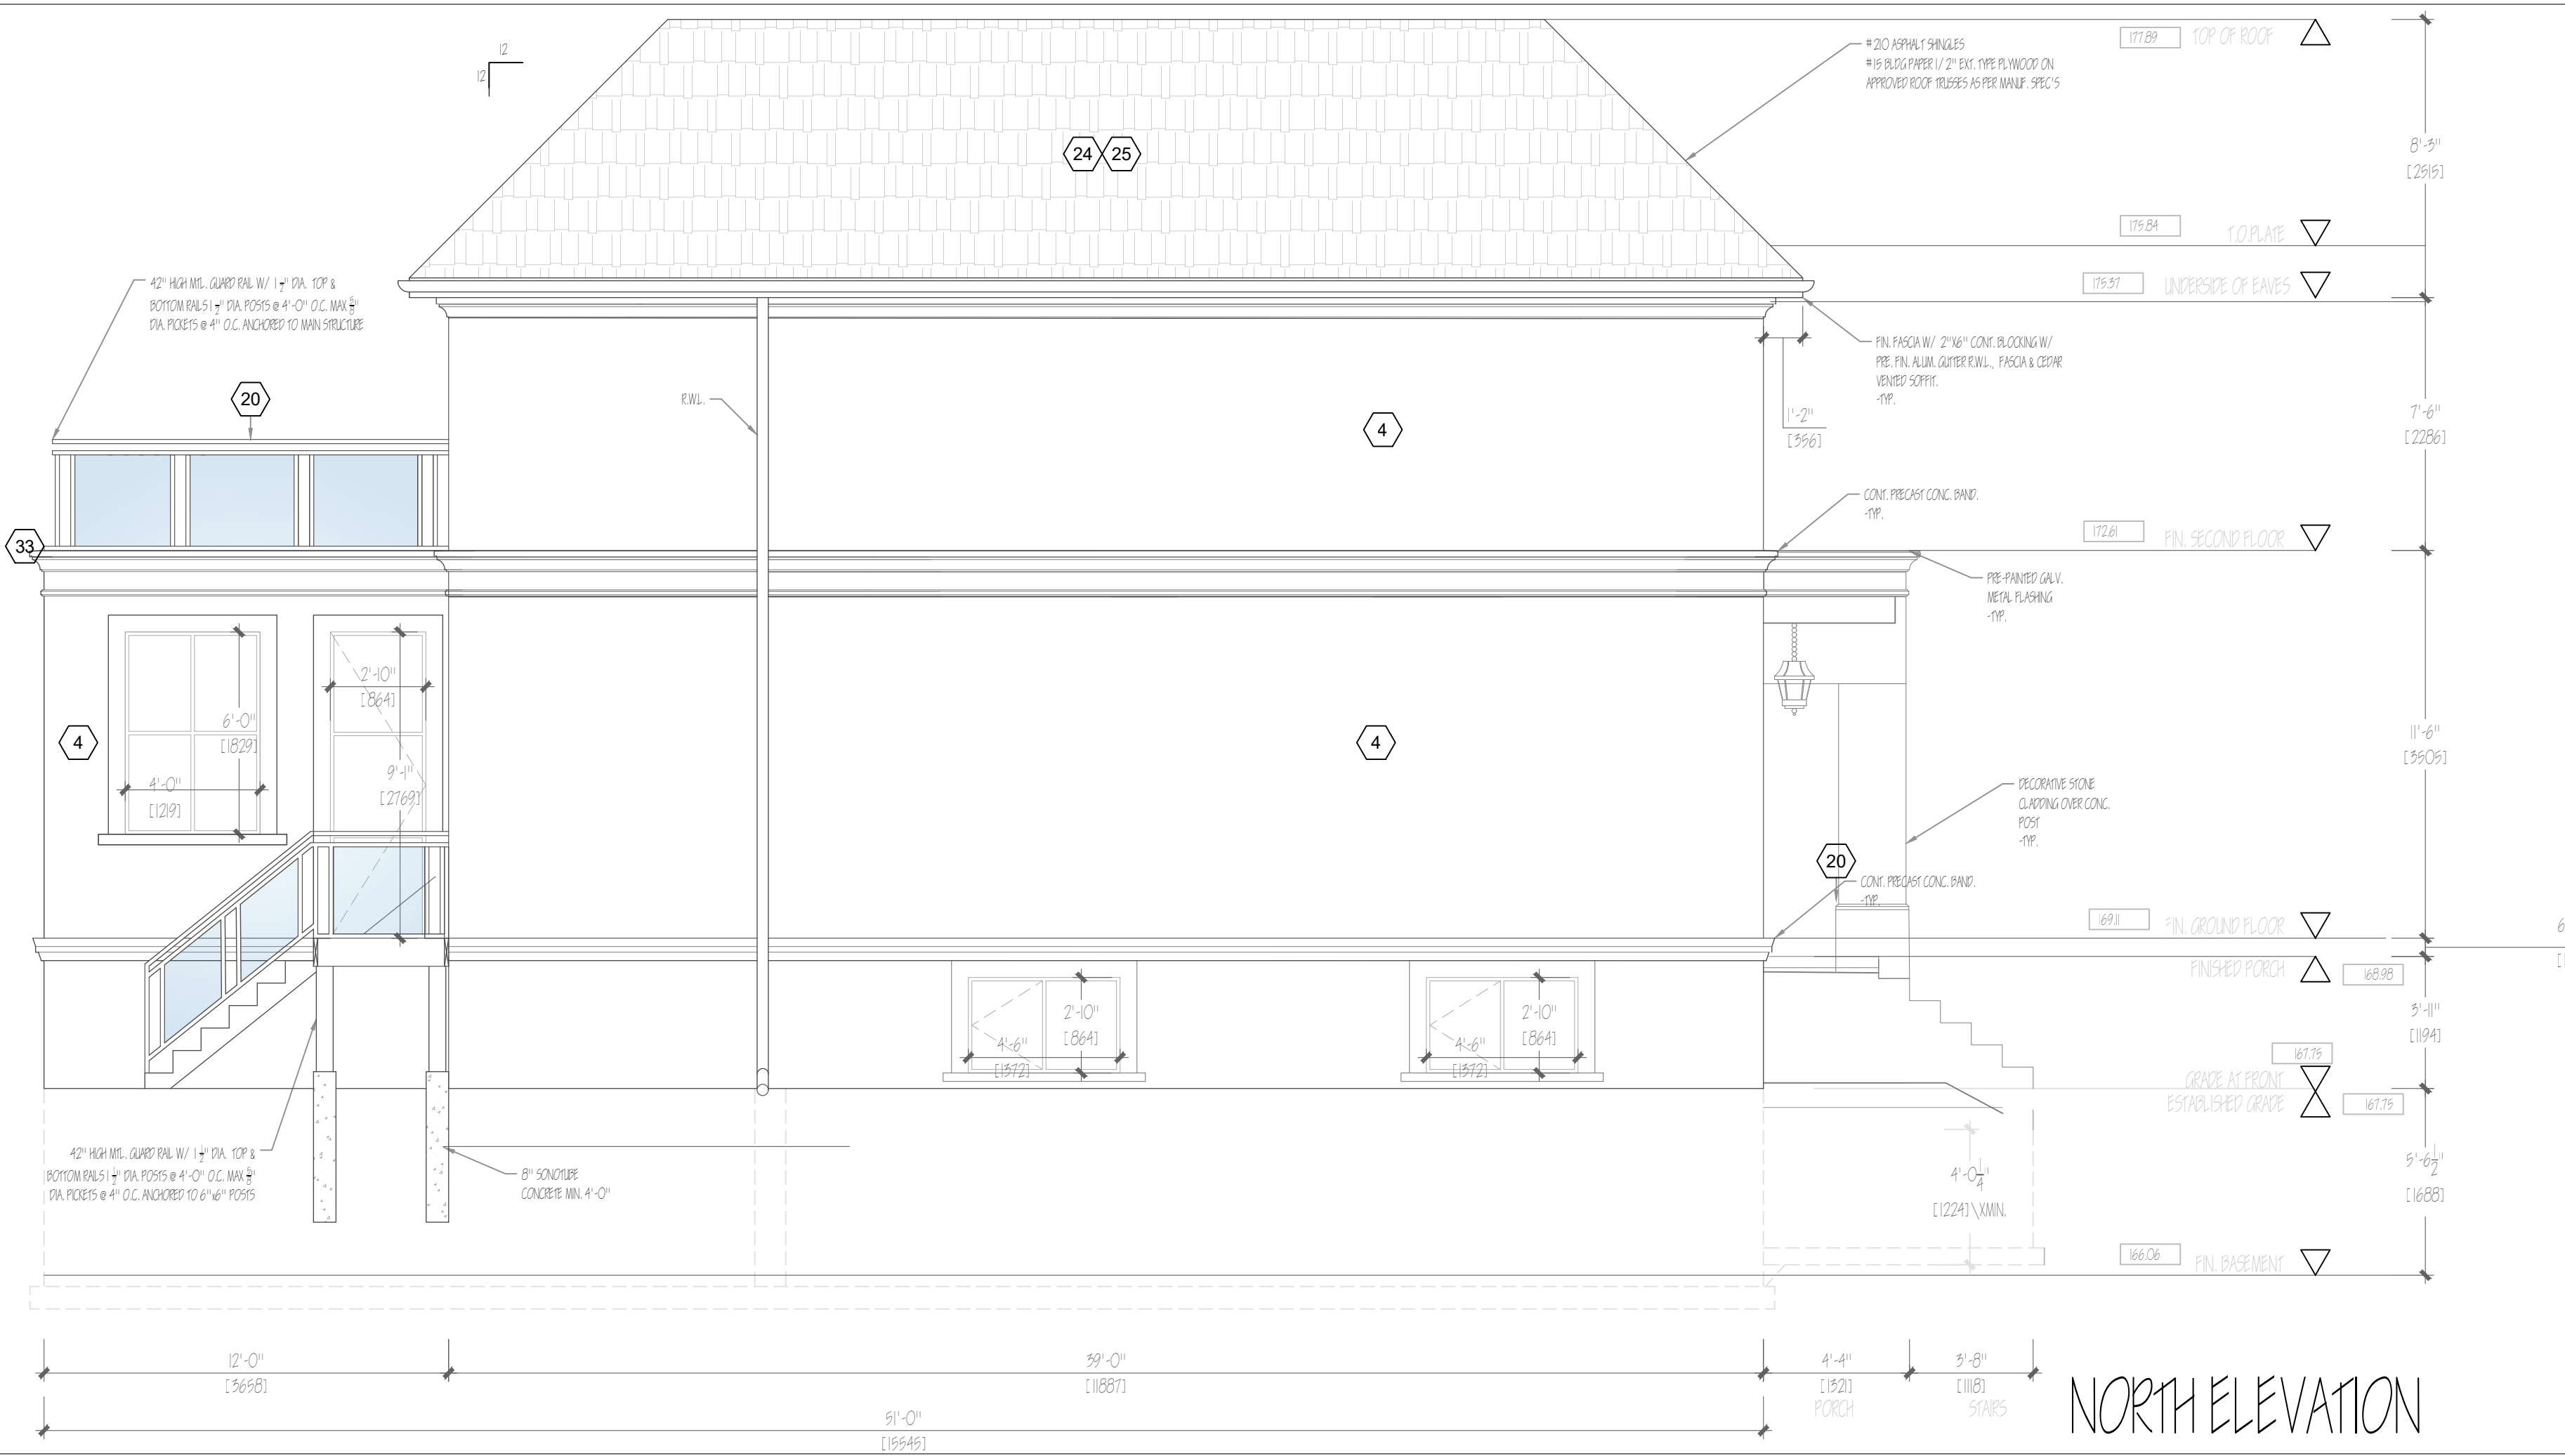 12
12
#210 ASPHALT SHINGLES
#15 BLDG PAPER 1/2" EXT. TYPE PLYWOOD ON
APPROVED ROOF TRUSSES AS PER MANUF. SPEC'S
177.89 TOP OF ROOF
8'-3"
[2515]
24 25
175.84 T.O.PLATE
175.37 UNDERSIDE OF EAVES
42" HIGH MTL. GUARD RAIL W/ 1 1/2" DIA. TOP &
BOTTOM RAILS 1 1/2" DIA. POSTS @ 4'-0" O.C. MAX 5/8"
DIA. PICKETS @ 4" O.C. ANCHORED TO MAIN STRUCTURE
FIN. FASCIA W/ 2"X6" CONT. BLOCKING W/
PRE. FIN. ALUM. GUTTER R.W.L., FASCIA & CEDAR
VENTED SOFFIT.
-TYP.
20
R.W.L.
4
1'-2"
[356]
7'-6"
[2286]
CONT. PRECAST CONC. BAND.
-TYP.
33
172.61 FIN. SECOND FLOOR
PRE-PAINTED GALV.
METAL FLASHING
-TYP.
2'-10"
[864]
6'-0"
[1829]
4
4
9'-1"
[2769]
4'-0"
[1219]
11'-6"
[3505]
DECORATIVE STONE
CLADDING OVER CONC.
POST
-TYP.
20
CONT. PRECAST CONC. BAND.
-TYP.
169.11 FIN. GROUND FLOOR
6
FINISHED PORCH 168.98
[1
2'-10"
[864]
4'-6"
[1372]
2'-10"
[864]
4'-6"
[1372]
3'-11"
[1194]
167.75
GRADE AT FRONT
ESTABLISHED GRADE 167.75
42" HIGH MTL. GUARD RAIL W/ 1 1/2" DIA. TOP &
BOTTOM RAILS 1 1/2" DIA. POSTS @ 4'-0" O.C. MAX 5/8"
DIA. PICKETS @ 4" O.C. ANCHORED TO 6"x6" POSTS
8" SONOTUBE
CONCRETE MIN. 4'-0"
4'-0 1/4"
[1224]\XMIN.
5'-6 1/2"
[1688]
166.06 FIN. BASEMENT
12'-0"
[3658]
39'-0"
[11887]
4'-4"
[1321]
PORCH
3'-8"
[1118]
STAIRS
51'-0"
[15545]
NORTH ELEVATION